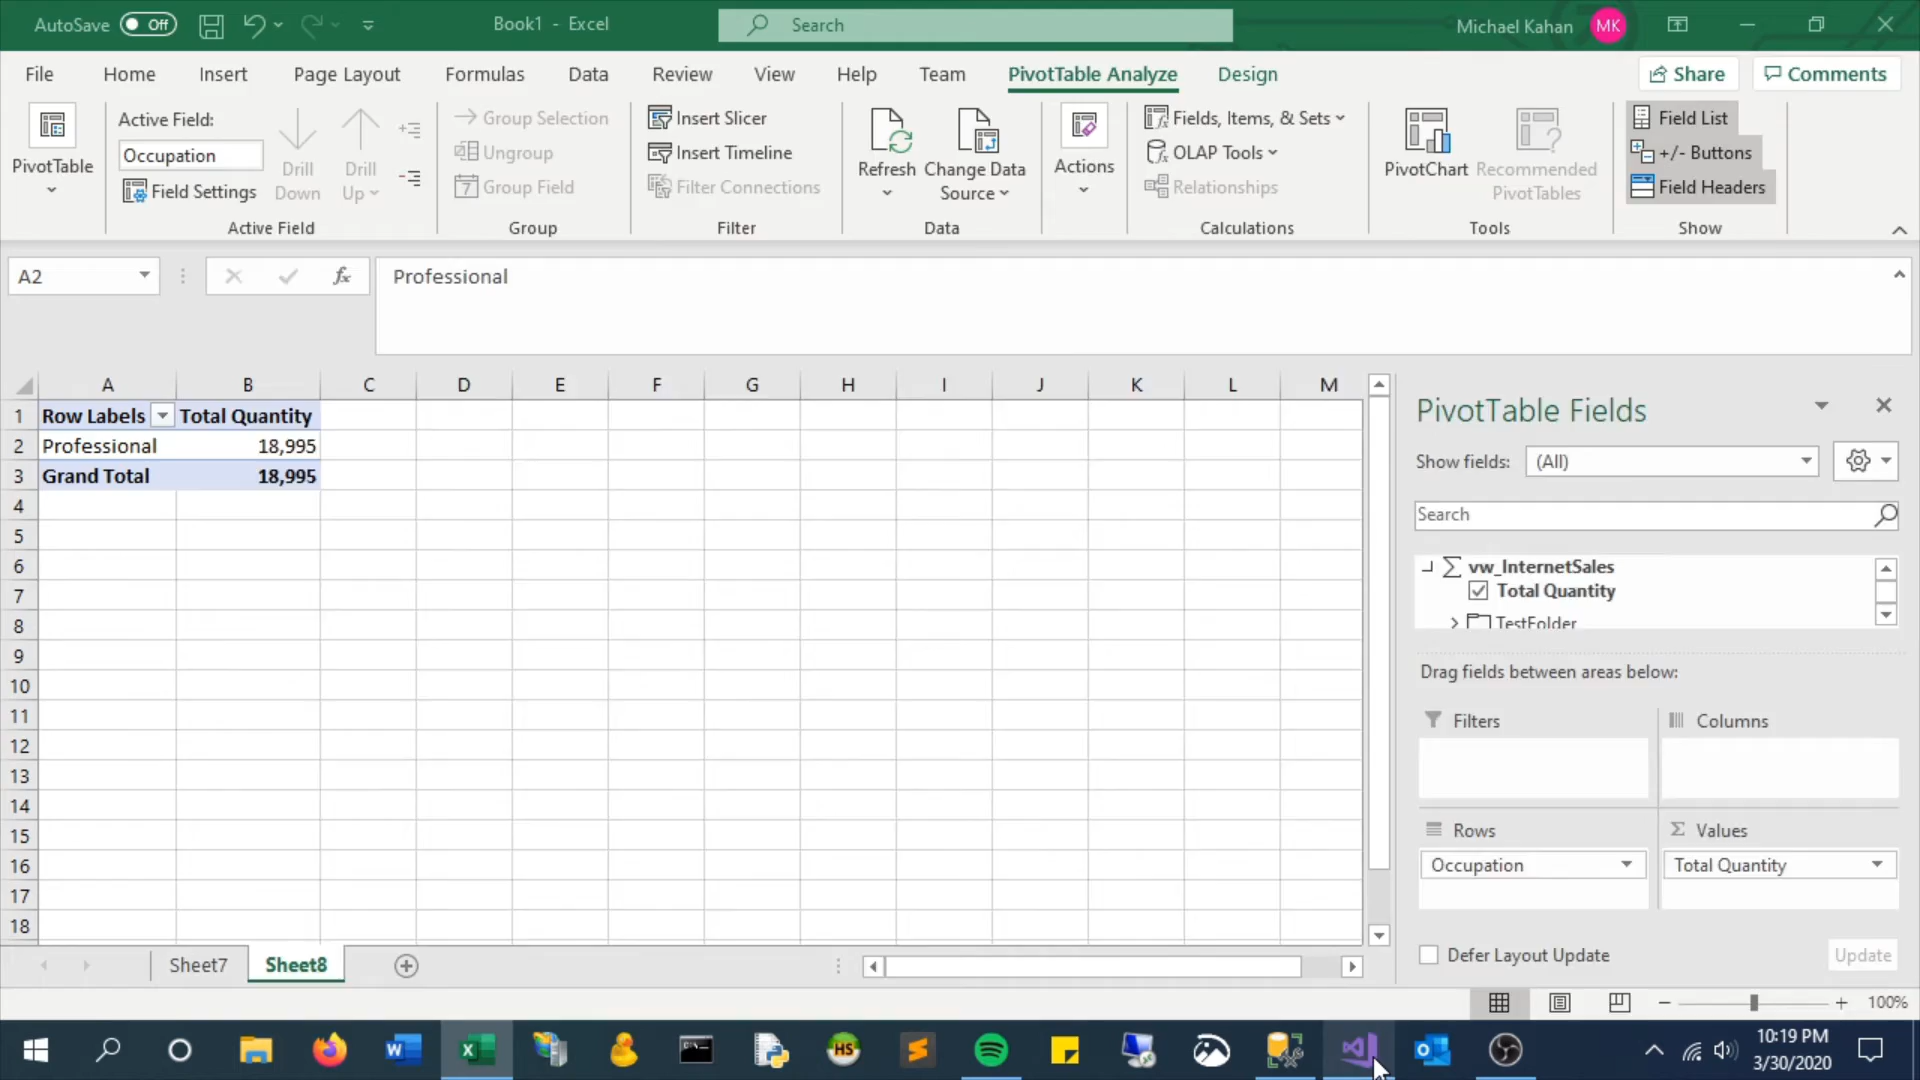 AutoSave Off Book1 - Excel Search Michael Kahan MK
File Home Insert Page Layout Formulas Data Review View Help Team PivotTable Analyze Design Share Comments
PivotTable
Active Field:
Occupation
Field Settings
Drill Down
Drill Up
Active Field
Group Selection
Ungroup
7 Group Field
Group
Insert Slicer
Insert Timeline
Filter Connections
Filter
Refresh
Change Data Source
Data
Actions
Fields, Items, & Sets
OLAP Tools
Relationships
Calculations
PivotChart
Recommended PivotTables
Tools
Field List
+/- Buttons
Field Headers
Show
A2 fx Professional
A B C D E F G H I J K L M
1 Row Labels Total Quantity
2 Professional 18,995
3 Grand Total 18,995
4
5
6
7
8
9
10
11
12
13
14
15
16
17
18
PivotTable Fields
Show fields: (All)
Search
Σ vw_InternetSales
Total Quantity
TestFolder
Drag fields between areas below:
Filters
Columns
Rows
Σ Values
Occupation
Total Quantity
Defer Layout Update
Update
Sheet7 Sheet8
100%
HS
10:19 PM
3/30/2020